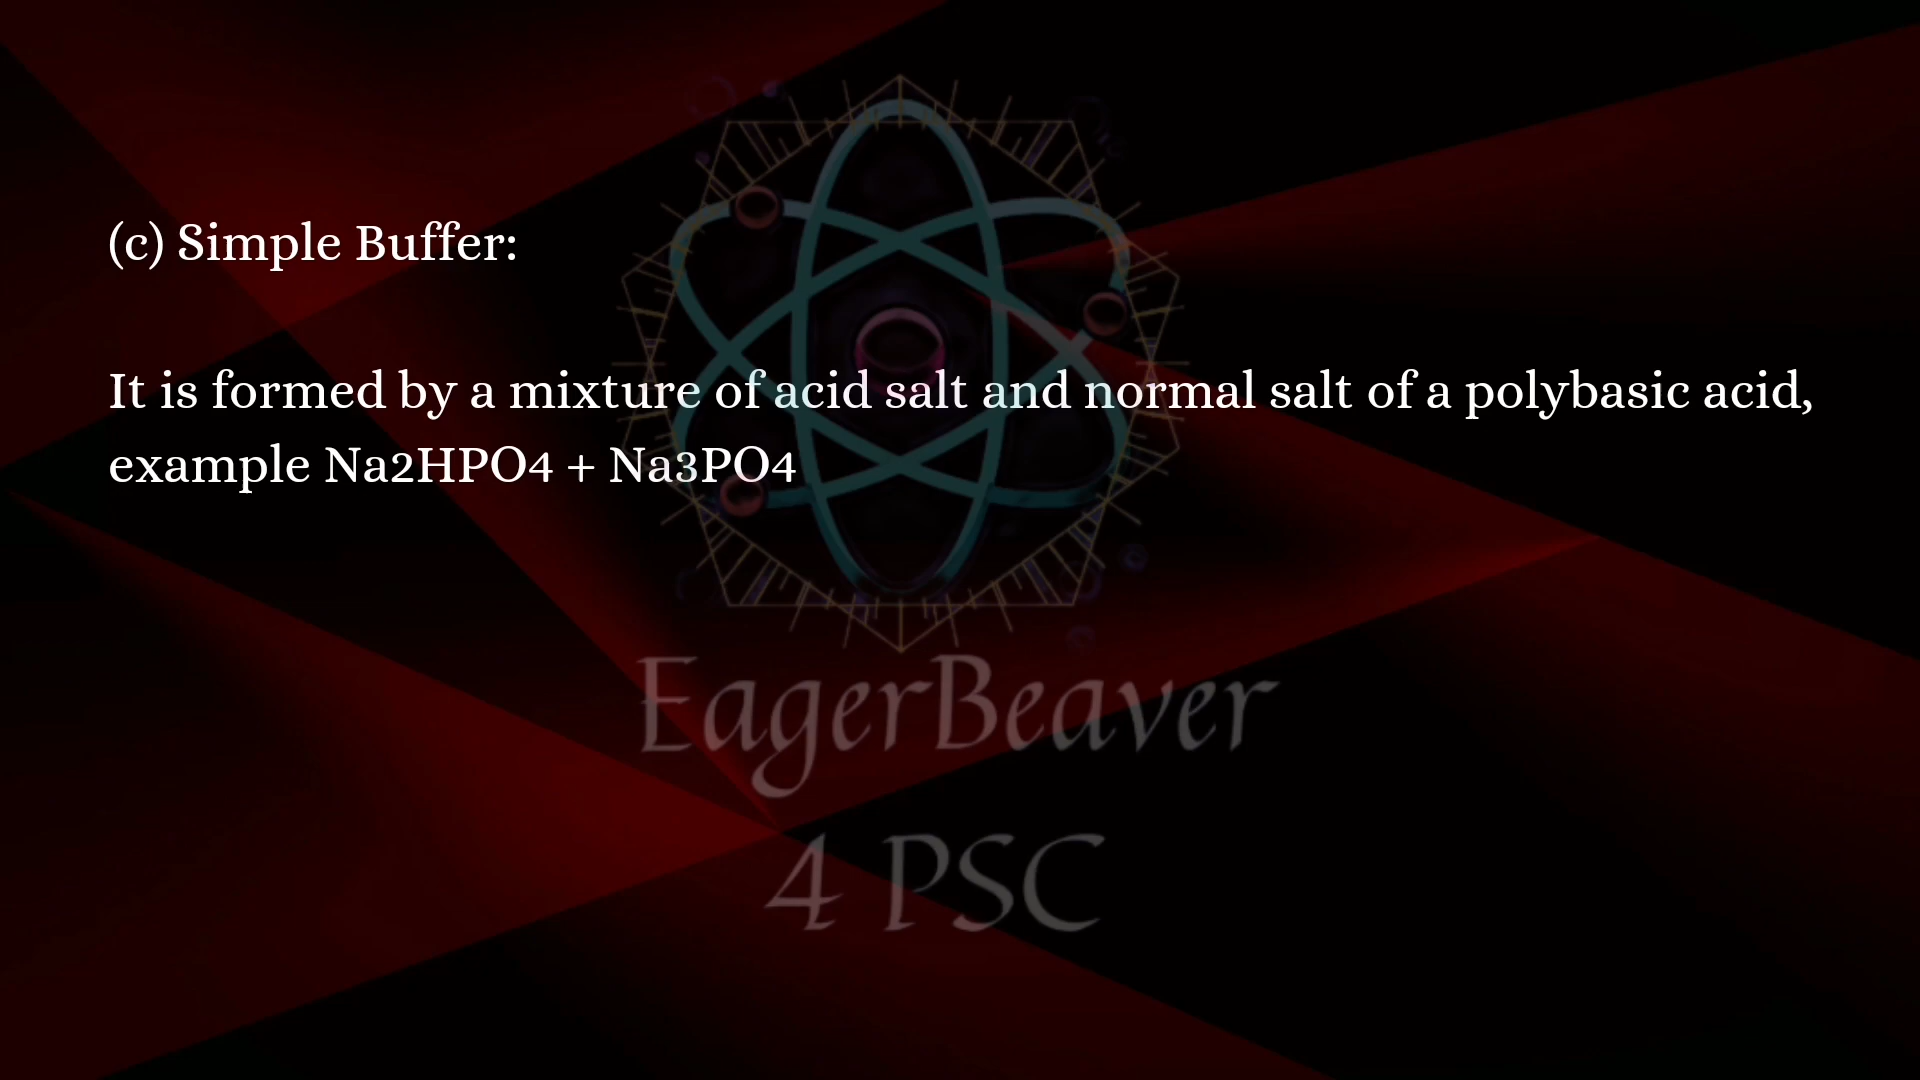 (c) Simple Buffer:
It is formed by a mixture of acid salt and normal salt of a polybasic acid,
example Na2HPO4 + Na3PO4
EagerBeaver
4 PSC